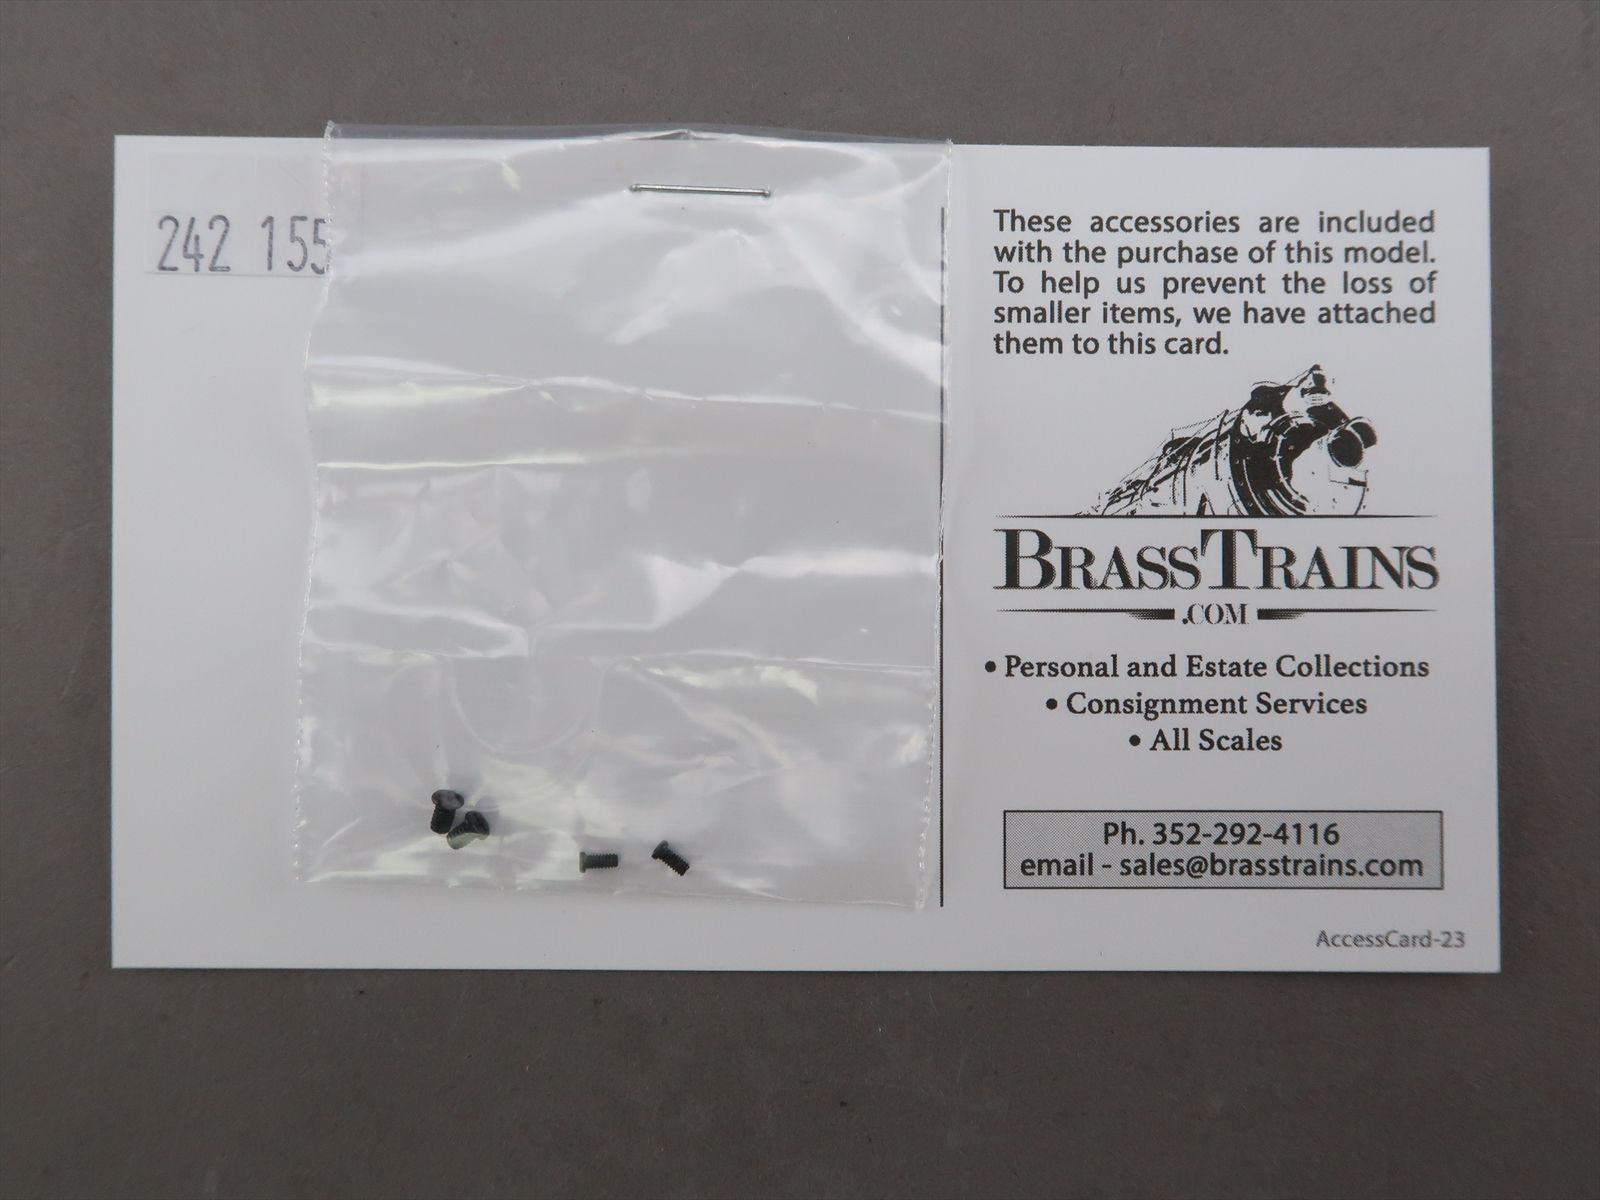 242 155
These accessories are included
with the purchase of this model.
To help us prevent the loss of
smaller items, we have attached
them to this card.
BRASSTRAINS
.COM
• Personal and Estate Collections
• Consignment Services
• All Scales
Ph. 352-292-4116
email - sales@brasstrains.com
AccessCard-23